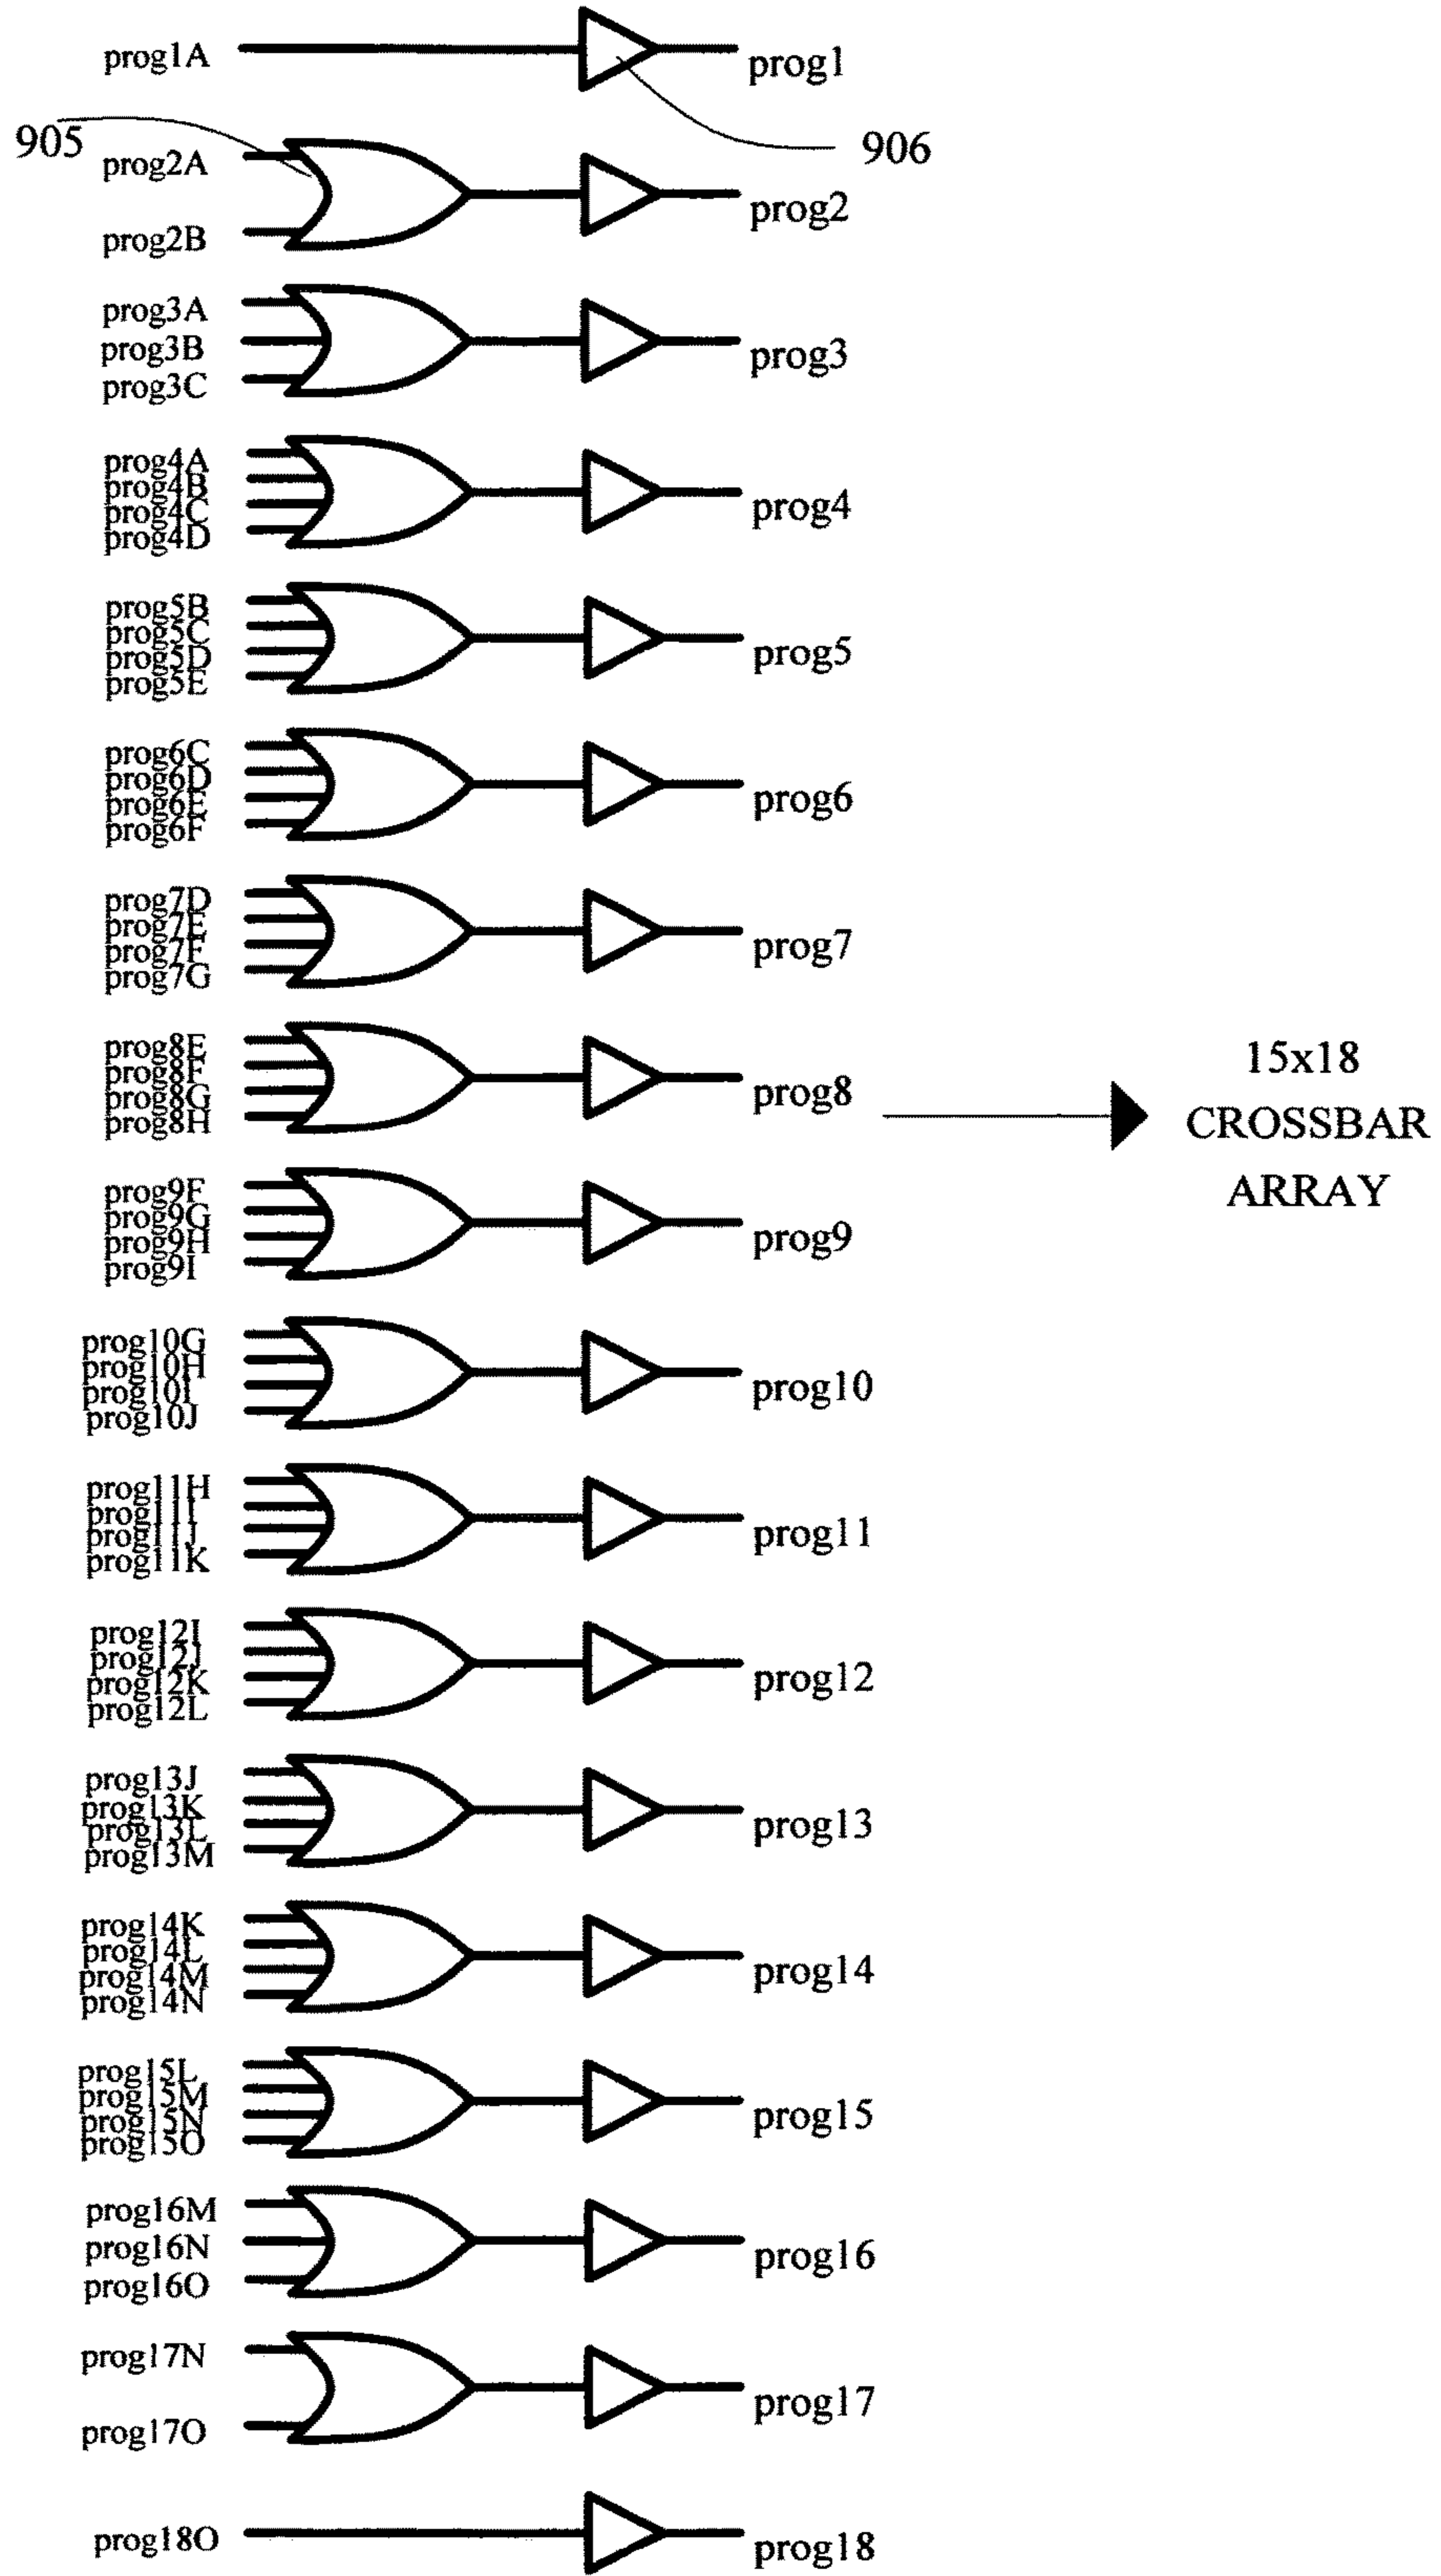 prog1A
prog1
905
906
prog2A
prog2B
prog2
prog3A
prog3B
prog3C
prog3
prog4A
prog4B
prog4C
prog4D
prog4
prog5B
prog5C
prog5D
prog5E
prog5
prog6C
prog6D
prog6E
prog6F
prog6
prog7D
prog7E
prog7F
prog7G
prog7
prog8E
prog8F
prog8G
prog8H
prog8
15x18
CROSSBAR
ARRAY
prog9F
prog9G
prog9H
prog9I
prog9
prog10G
prog10H
prog10I
prog10J
prog10
prog11H
prog11I
prog11J
prog11K
prog11
prog12I
prog12J
prog12K
prog12L
prog12
prog13J
prog13K
prog13L
prog13M
prog13
prog14K
prog14L
prog14M
prog14N
prog14
prog15L
prog15M
prog15N
prog15O
prog15
prog16M
prog16N
prog16O
prog16
prog17N
prog17O
prog17
prog18O
prog18